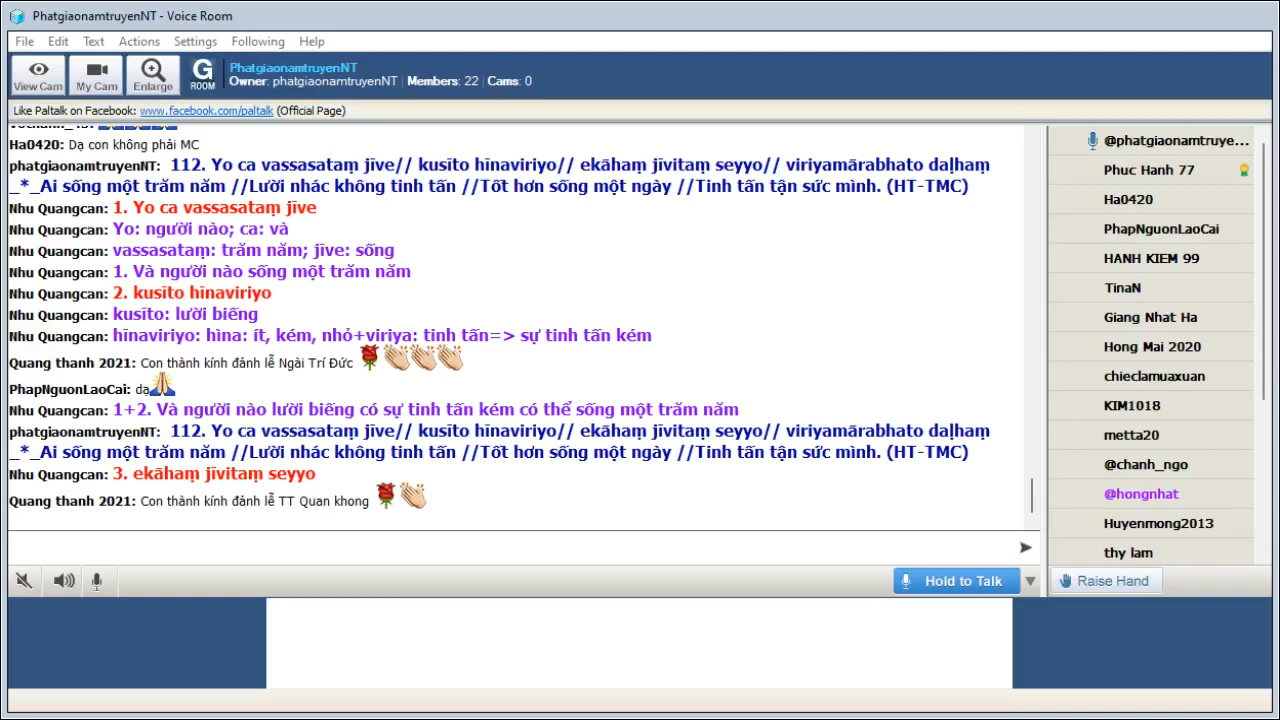 PhatgiaonamtruyenNT - Voice Room
File Edit Text Actions Settings Following Help
View Cam My Cam Enlarge G ROOM
PhatgiaonamtruyenNT
Owner: phatgiaonamtruyenNT | Members: 22 | Cams: 0
Like Paltalk on Facebook: www.facebook.com/paltalk (Official Page)
Ha0420: Dạ con không phải MC
phatgiaonamtruyenNT: 112. Yo ca vassasataṃ jīve// kusīto hīnaviriyo// ekāhaṃ jīvitaṃ seyyo// viriyamārabhato daḷhaṃ
_*_Ai sống một trăm năm //Lười nhác không tinh tấn //Tốt hơn sống một ngày //Tinh tấn tận sức mình. (HT-TMC)
Nhu Quangcan: 1. Yo ca vassasataṃ jīve
Nhu Quangcan: Yo: người nào; ca: và
Nhu Quangcan: vassasataṃ: trăm năm; jīve: sống
Nhu Quangcan: 1. Và người nào sống một trăm năm
Nhu Quangcan: 2. kusīto hīnaviriyo
Nhu Quangcan: kusīto: lười biếng
Nhu Quangcan: hīnaviriyo: hìna: ít, kém, nhỏ+viriya: tinh tấn=> sự tinh tấn kém
Quang thanh 2021: Con thành kính đảnh lễ Ngài Trí Đức
PhapNguonLaoCai: dạ
Nhu Quangcan: 1+2. Và người nào lười biếng có sự tinh tấn kém có thể sống một trăm năm
phatgiaonamtruyenNT: 112. Yo ca vassasataṃ jīve// kusīto hīnaviriyo// ekāhaṃ jīvitaṃ seyyo// viriyamārabhato daḷhaṃ
_*_Ai sống một trăm năm //Lười nhác không tinh tấn //Tốt hơn sống một ngày //Tinh tấn tận sức mình. (HT-TMC)
Nhu Quangcan: 3. ekāhaṃ jīvitaṃ seyyo
Quang thanh 2021: Con thành kính đảnh lễ TT Quan khong
Hold to Talk
@phatgiaonamtruye...
Phuc Hanh 77
Ha0420
PhapNguonLaoCai
HANH KIEM 99
TinaN
Giang Nhat Ha
Hong Mai 2020
chieclamuaxuan
KIM1018
metta20
@chanh_ngo
@hongnhat
Huyenmong2013
thy lam
Raise Hand